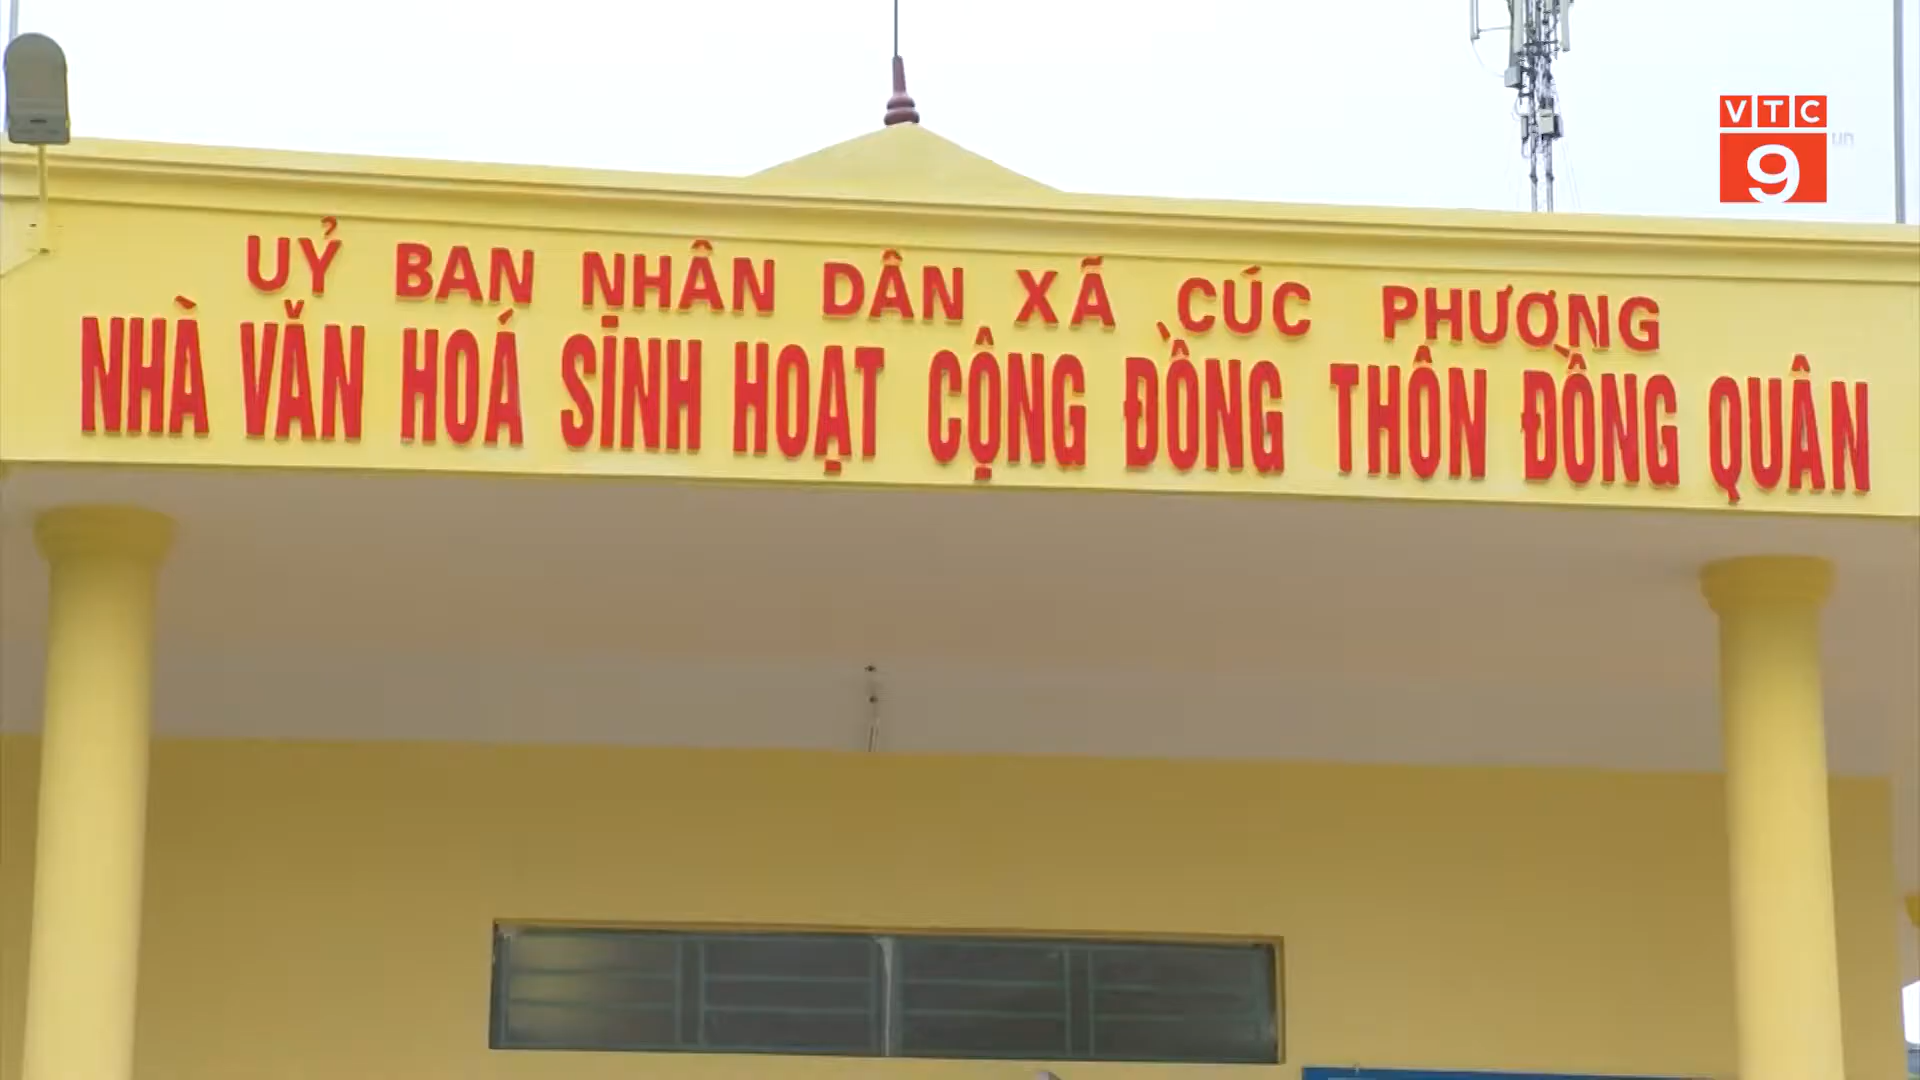 VTC
9
un
UỶ BAN NHÂN DÂN XÃ CÚC PHƯƠNG
NHÀ VĂN HOÁ SINH HOẠT CỘNG ĐỒNG THÔN ĐỒNG QUÂN